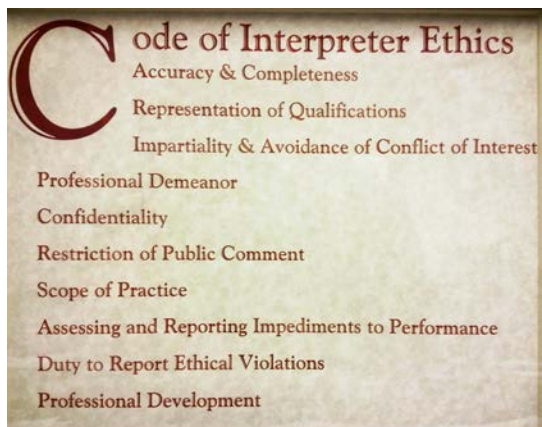 Code of Interpreter Ethics
Accuracy & Completeness
Representation of Qualifications
Impartiality & Avoidance of Conflict of Interest
Professional Demeanor
Confidentiality
Restriction of Public Comment
Scope of Practice
Assessing and Reporting Impediments to Performance
Duty to Report Ethical Violations
Professional Development